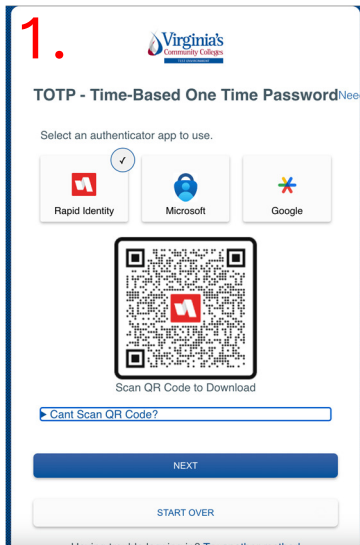 1.
Virginia's
Community Colleges
TEST ENVIRONMENT
TOTP - Time-Based One Time Password
Select an authenticator app to use.
✓
Rapid Identity
Microsoft
Google
Scan QR Code to Download
▶ Cant Scan QR Code?
NEXT
START OVER